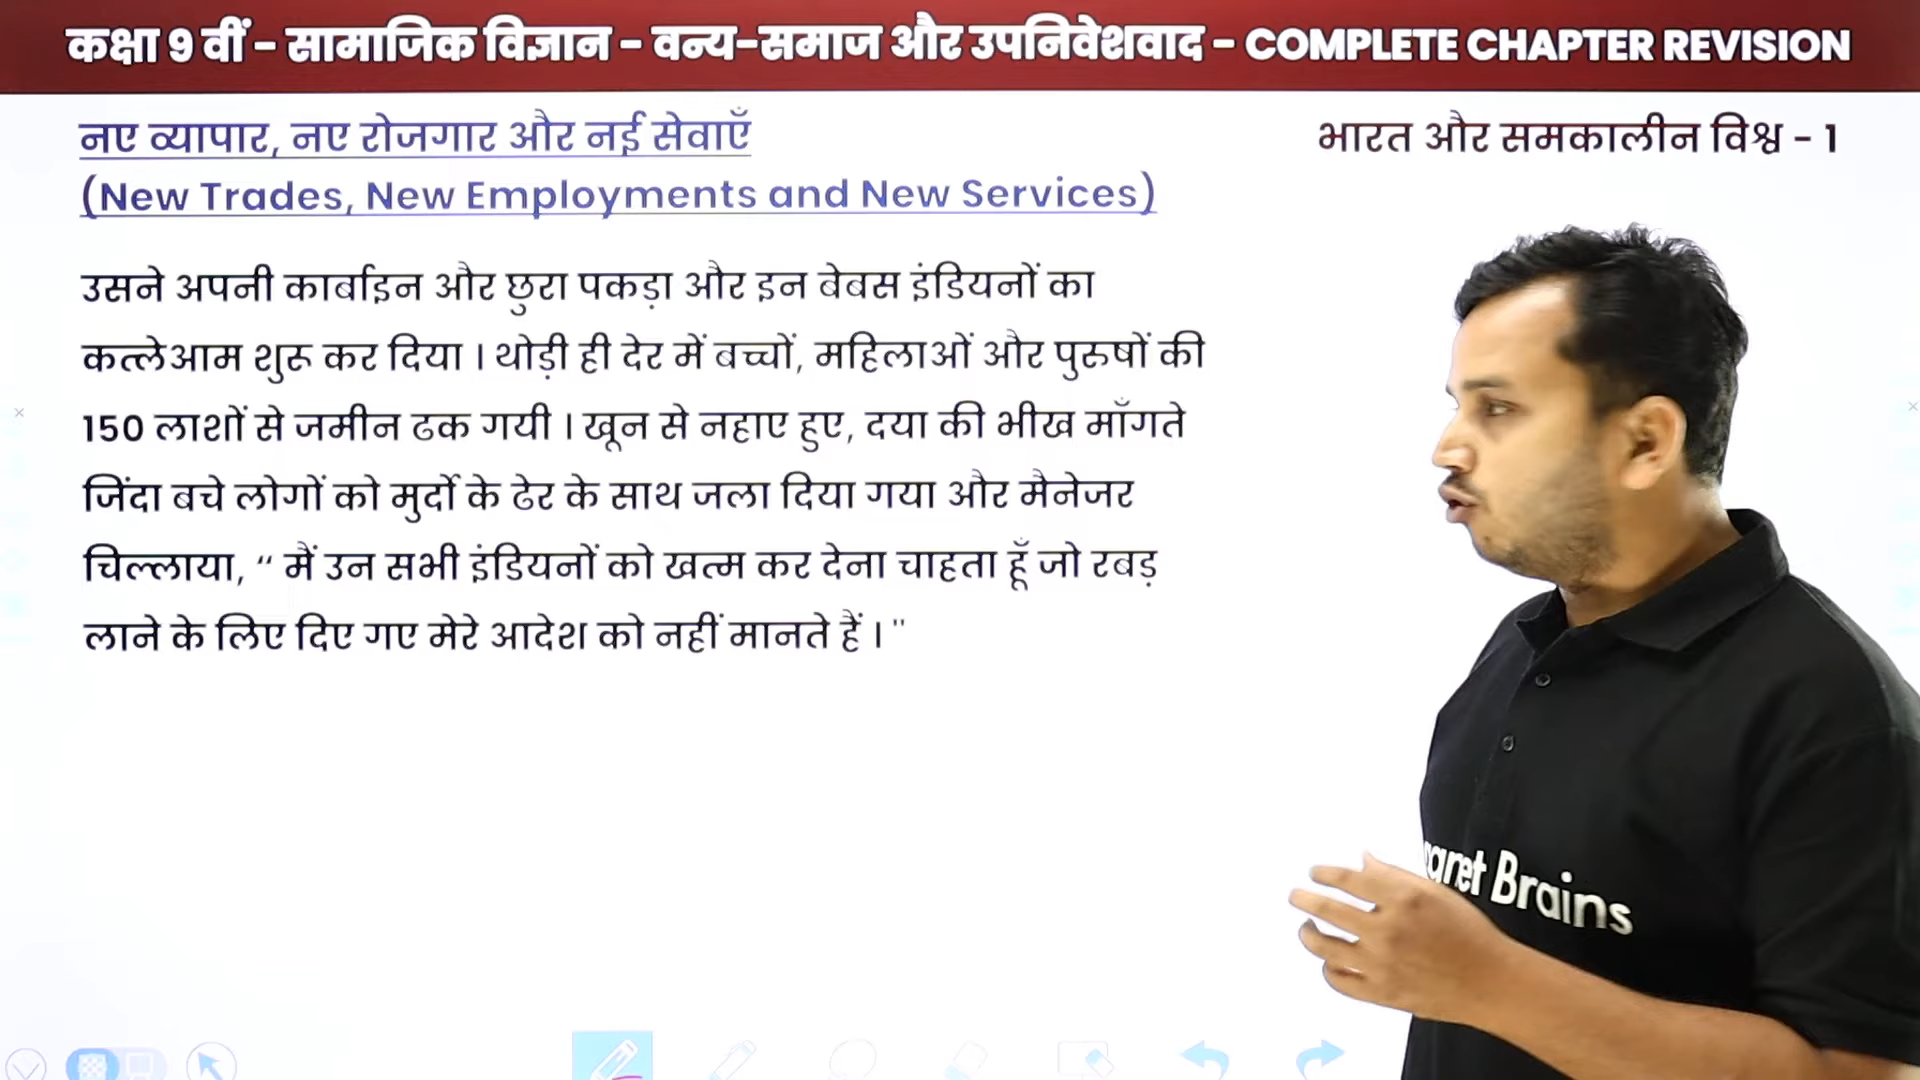 कक्षा 9 वीं - सामाजिक विज्ञान - वन्य-समाज और उपनिवेशवाद - COMPLETE CHAPTER REVISION
नए व्यापार, नए रोजगार और नई सेवाएँ
भारत और समकालीन विश्व - 1
(New Trades, New Employments and New Services)
उसने अपनी कार्बाइन और छुरा पकड़ा और इन बेबस इंडियनों का
कत्लेआम शुरू कर दिया । थोड़ी ही देर में बच्चों, महिलाओं और पुरुषों की
150 लाशों से जमीन ढक गयी । खून से नहाए हुए, दया की भीख माँगते
जिंदा बचे लोगों को मुर्दो के ढेर के साथ जला दिया गया और मैनेजर
चिल्लाया, “ मैं उन सभी इंडियनों को खत्म कर देना चाहता हूँ जो रबड़
लाने के लिए दिए गए मेरे आदेश को नहीं मानते हैं । "
Brains